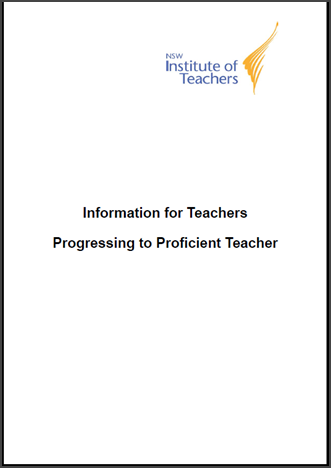 NSW
Institute of
Teachers
Information for Teachers
Progressing to Proficient Teacher